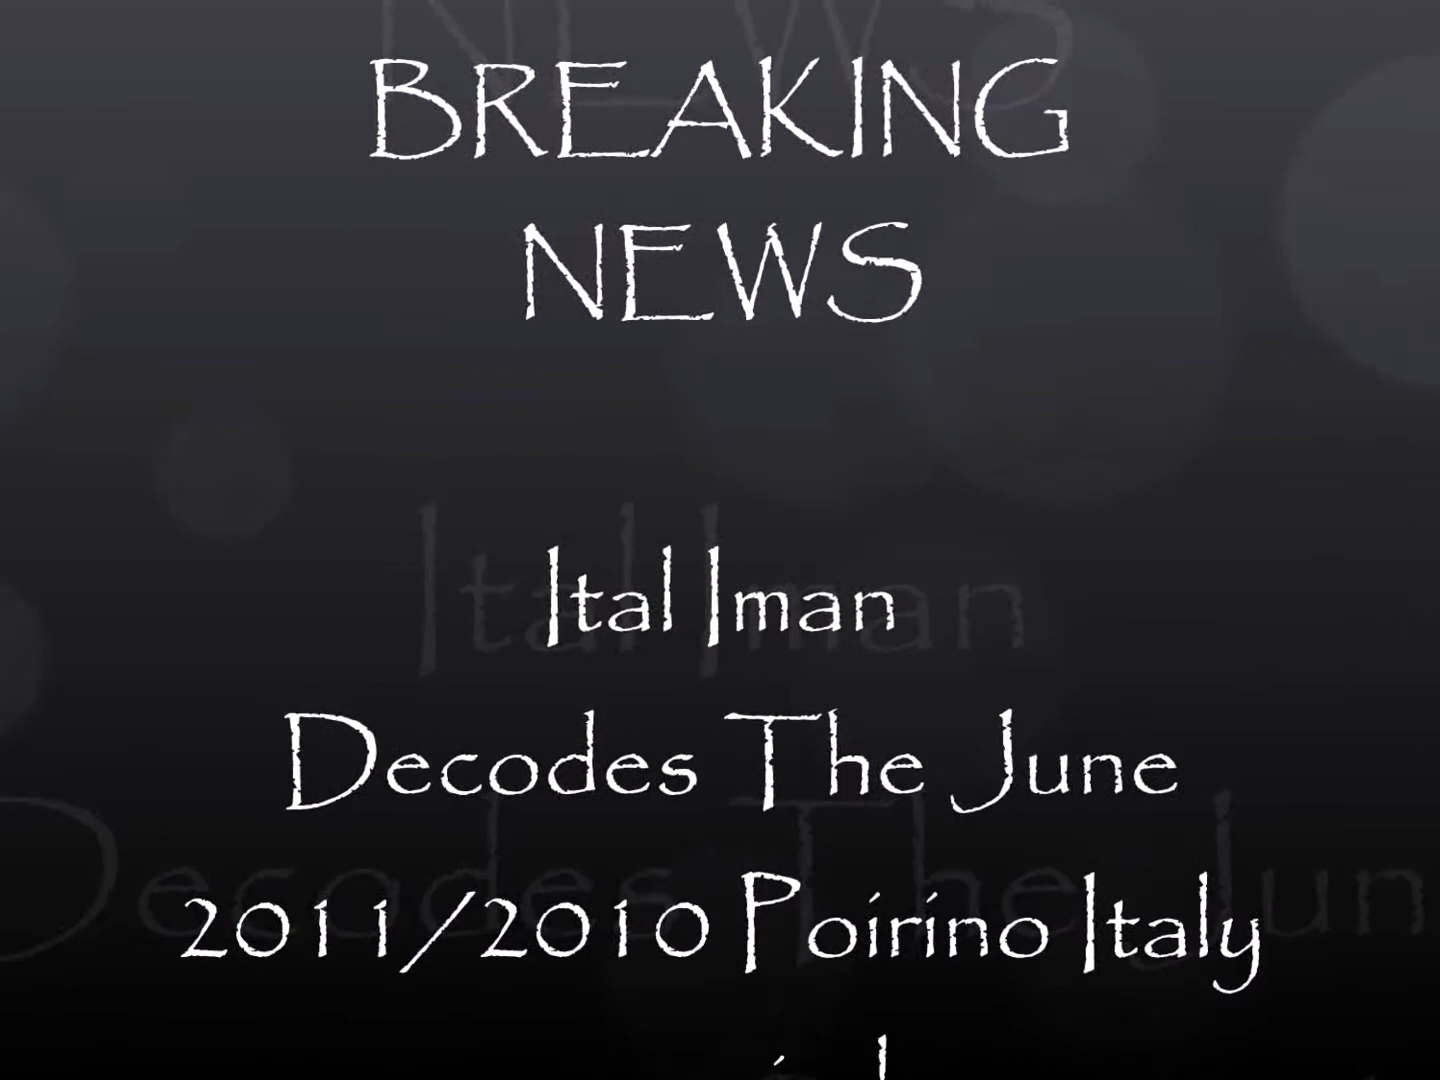 BREAKING
NEWS
Ital Iman
Decodes The June
2011/2010 Poirino Italy